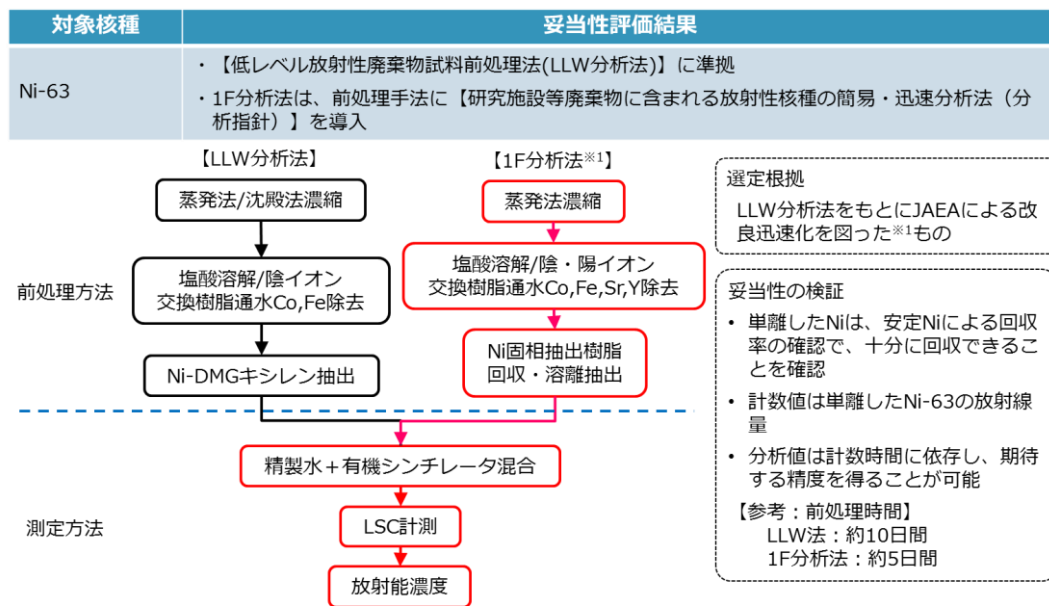 対象核種
妥当性評価結果
Ni-63
・【低レベル放射性廃棄物試料前処理法(LLW分析法)】に準拠
・1F分析法は、前処理手法に【研究施設等廃棄物に含まれる放射性核種の簡易・迅速分析法（分
析指針）】を導入
【LLW分析法】
【1F分析法※1】
蒸発法/沈殿法濃縮
蒸発法濃縮
前処理方法
塩酸溶解/陰イオン
交換樹脂通水Co,Fe除去
塩酸溶解/陰・陽イオン
交換樹脂通水Co,Fe,Sr,Y除去
Ni-DMGキシレン抽出
Ni固相抽出樹脂
回収・溶離抽出
測定方法
精製水＋有機シンチレータ混合
LSC計測
放射能濃度
選定根拠
LLW分析法をもとにJAEAによる改
良迅速化を図った※1もの
妥当性の検証
• 単離したNiは、安定Niによる回収
率の確認で、十分に回収できるこ
とを確認
• 計数値は単離したNi-63の放射線
量
• 分析値は計数時間に依存し、期待
する精度を得ることが可能
【参考：前処理時間】
LLW法：約10日間
1F分析法：約5日間